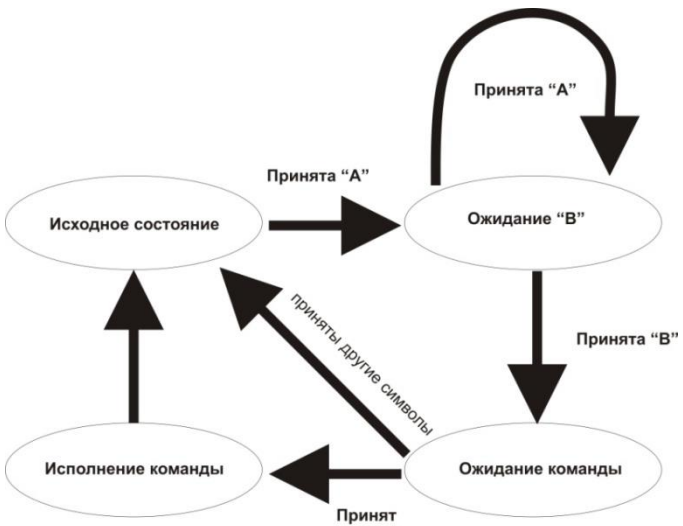 Принята “А”
Принята “А”
Исходное состояние
Ожидание “В”
приняты другие символы
Принята “В”
Исполнение команды
Ожидание команды
Принят